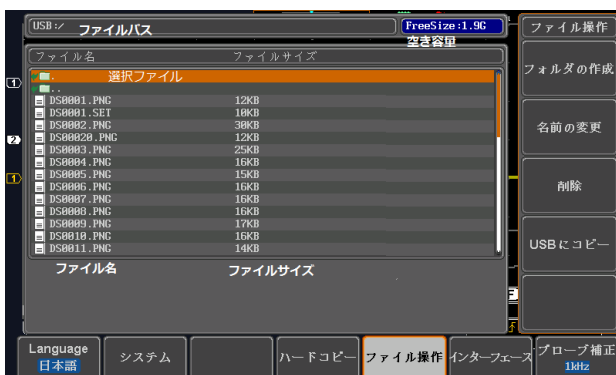 USB:/ ファイルパス FreeSize:1.9G ファイル操作
空き容量
ファイル名 ファイルサイズ
フォルダの作成
. 選択ファイル
..
DS0001.PNG 12KB
DS0001.SET 10KB
DS0002.PNG 30KB
DS00020.PNG 12KB
名前の変更
DS0003.PNG 25KB
DS0004.PNG 16KB
DS0005.PNG 15KB
DS0006.PNG 16KB
削除
DS0007.PNG 16KB
DS0008.PNG 16KB
DS0009.PNG 17KB
DS0010.PNG 16KB
DS0011.PNG 14KB
USBにコピー
ファイル名 ファイルサイズ
1
2
1
Language
日本語
システム
ハードコピー
ファイル操作
インターフェース
プローブ補正
1kHz